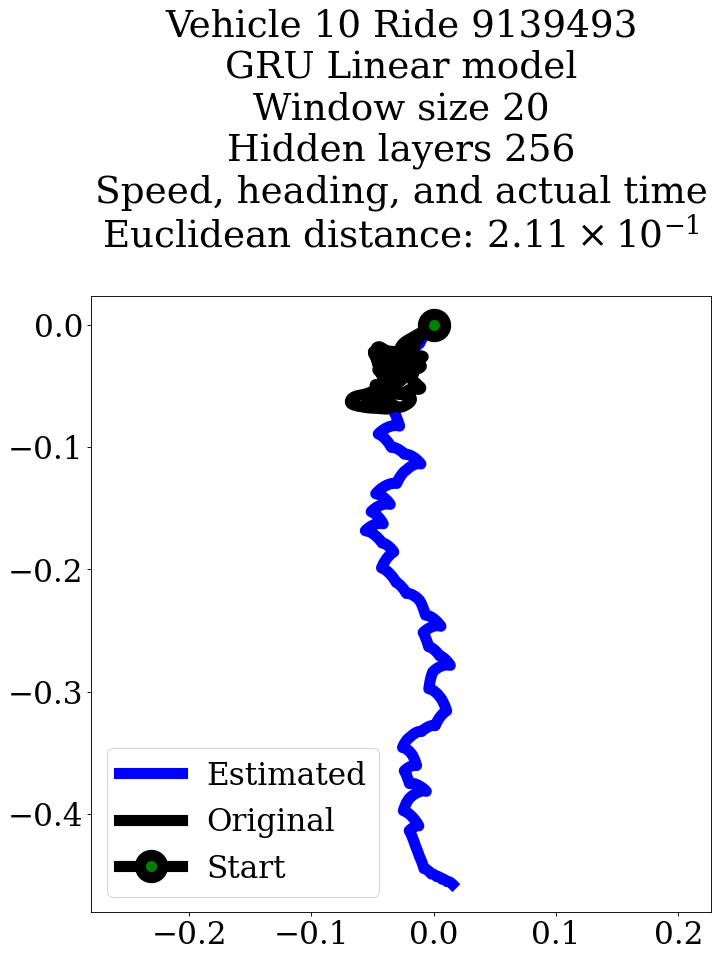 Vehicle 10 Ride 9139493
GRU Linear model
Window size 20
Hidden layers 256
Speed, heading, and actual time
Euclidean distance: 2.11 × 10⁻¹
0.0
−0.1
−0.2
−0.3
−0.4
Estimated
Original
Start
−0.2 −0.1 0.0 0.1 0.2